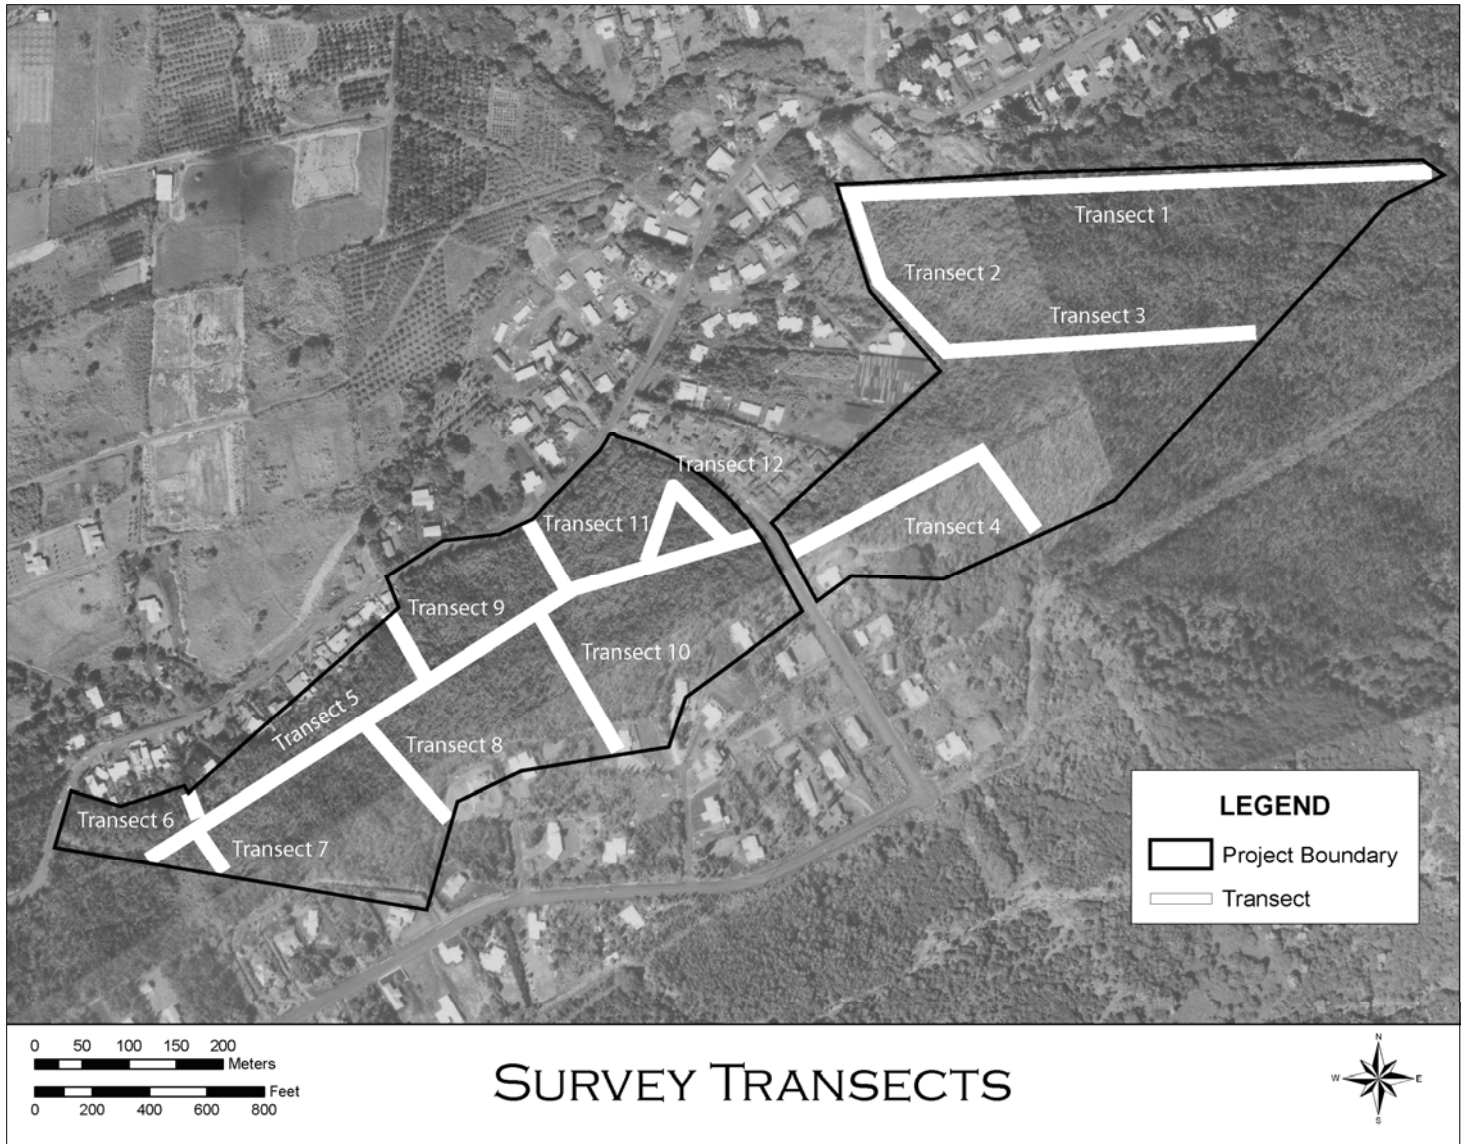 Transect 1
Transect 2
Transect 3
Transect 12
Transect 11
Transect 4
Transect 9
Transect 10
Transect 5
Transect 8
Transect 6
Transect 7
LEGEND
Project Boundary
Transect
0 50 100 150 200
Meters
Feet
0 200 400 600 800
SURVEY TRANSECTS
N
W E
S